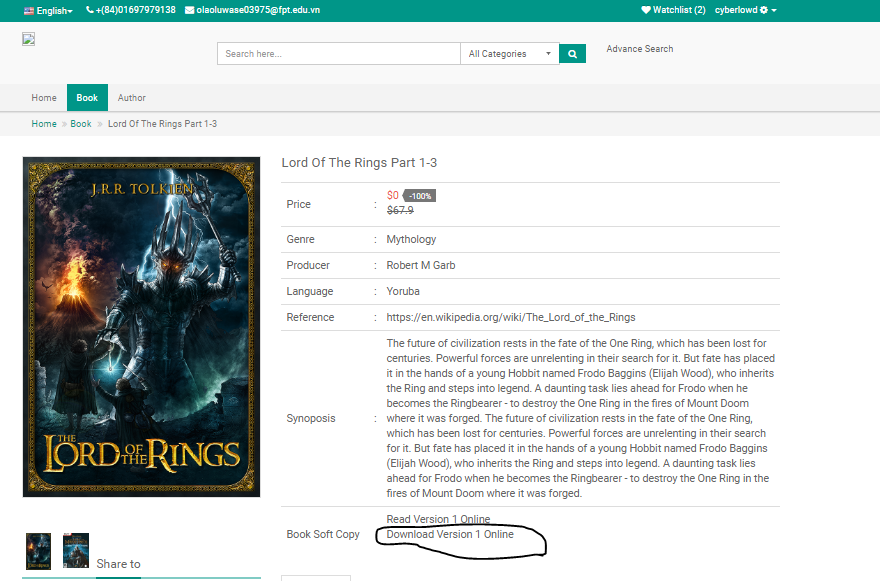 English
+(84)01697979138
olaoluwase03975@fpt.edu.vn
Watchlist (2)
cyberlowd
Search here...
All Categories
Advance Search
Home
Book
Author
Home » Book » Lord Of The Rings Part 1-3
J.R.R. TOLKIEN
THE
LORD OF THE RINGS
Share to
Lord Of The Rings Part 1-3
Price : $0 -100%
$67.9
Genre : Mythology
Producer : Robert M Garb
Language : Yoruba
Reference : https://en.wikipedia.org/wiki/The_Lord_of_the_Rings
Synoposis :
The future of civilization rests in the fate of the One Ring, which has been lost for
centuries. Powerful forces are unrelenting in their search for it. But fate has placed
it in the hands of a young Hobbit named Frodo Baggins (Elijah Wood), who inherits
the Ring and steps into legend. A daunting task lies ahead for Frodo when he
becomes the Ringbearer - to destroy the One Ring in the fires of Mount Doom
where it was forged. The future of civilization rests in the fate of the One Ring,
which has been lost for centuries. Powerful forces are unrelenting in their search
for it. But fate has placed it in the hands of a young Hobbit named Frodo Baggins
(Elijah Wood), who inherits the Ring and steps into legend. A daunting task lies
ahead for Frodo when he becomes the Ringbearer - to destroy the One Ring in the
fires of Mount Doom where it was forged.
Book Soft Copy :
Read Version 1 Online
Download Version 1 Online